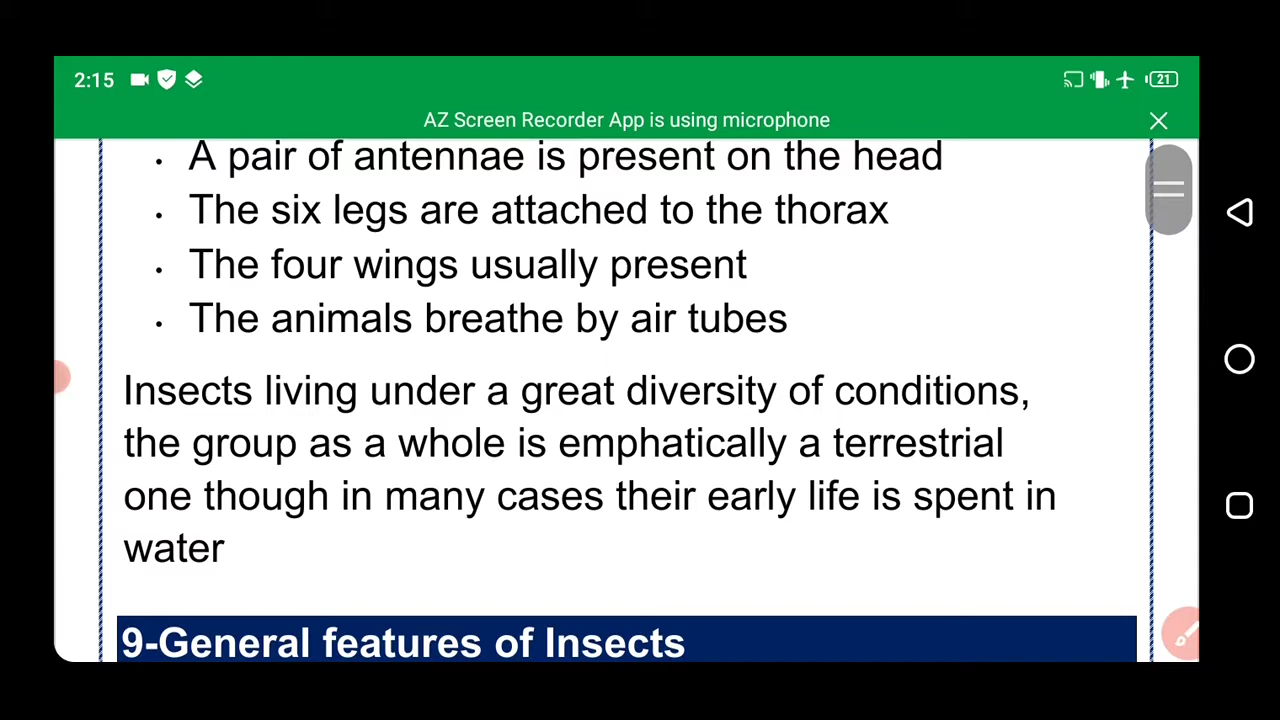 2:15
21
AZ Screen Recorder App is using microphone
· A pair of antennae is present on the head
· The six legs are attached to the thorax
· The four wings usually present
· The animals breathe by air tubes
Insects living under a great diversity of conditions,
the group as a whole is emphatically a terrestrial
one though in many cases their early life is spent in
water
9-General features of Insects